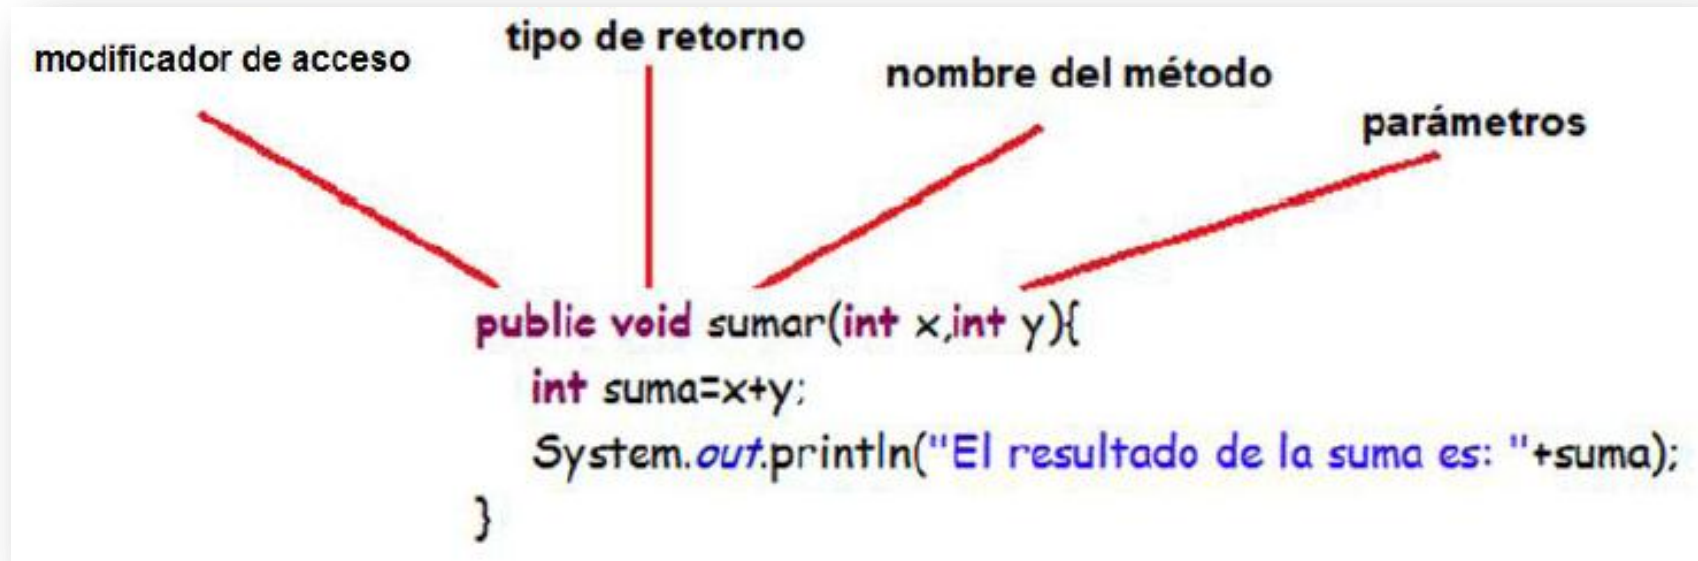 modificador de acceso
tipo de retorno
nombre del método
parámetros
public void sumar(int x,int y){
int suma=x+y;
System.out.println("El resultado de la suma es: "+suma);
}